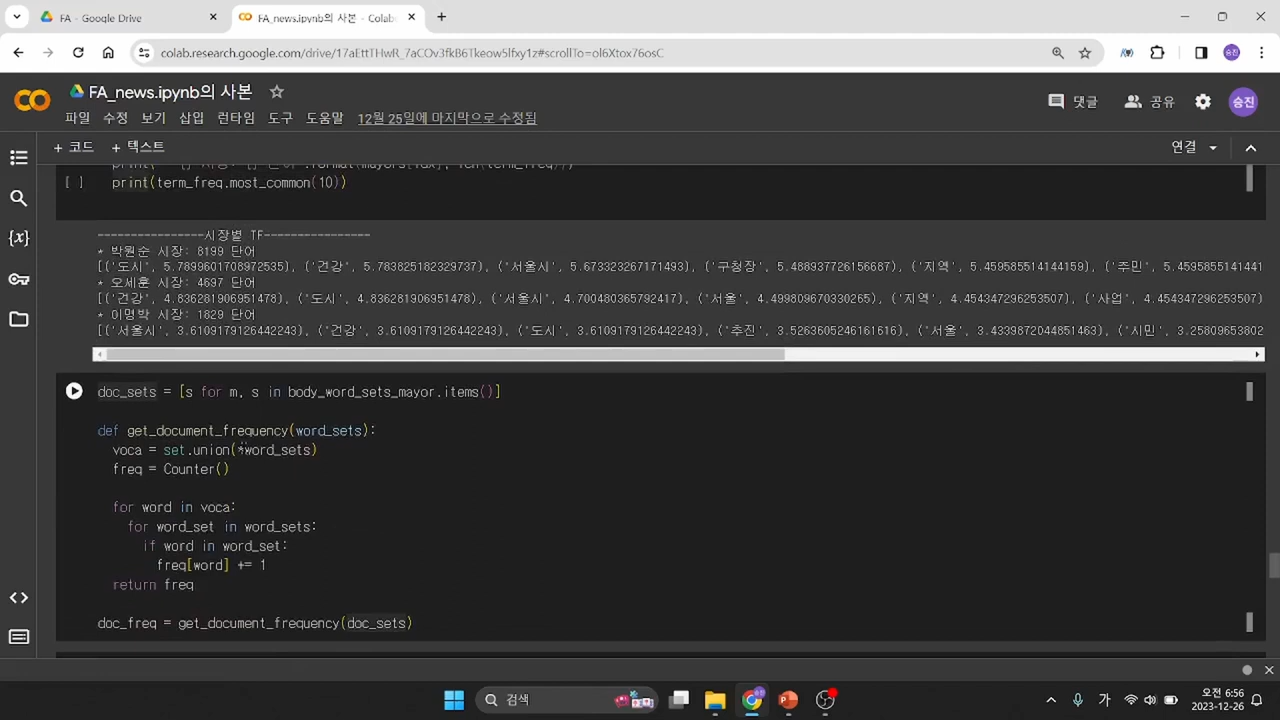 FA - Google Drive
FA_news.ipynb의 사본 - Colab
colab.research.google.com/drive/17aEttTHwR_7aCOv3fkB6Tkeow5lfxy1z#scrollTo=ol6Xtox76osC
승진
FA_news.ipynb의 사본
댓글 공유 승진
파일 수정 보기 삽입 런타임 도구 도움말 12월 25일에 마지막으로 수정됨
+ 코드 + 텍스트 연결
[ ] print(term_freq.most_common(10))
----------------시장별 TF----------------
* 박원순 시장: 8199 단어
[('도시', 5.7899601708972535), ('건강', 5.783825182329737), ('서울시', 5.673323267171493), ('구청장', 5.488937726156687), ('지역', 5.459585514144159), ('주민', 5.4595855141441
* 오세훈 시장: 4697 단어
[('건강', 4.836281906951478), ('도시', 4.836281906951478), ('서울시', 4.700480365792417), ('서울', 4.499809670330265), ('지역', 4.454347296253507), ('사업', 4.454347296253507)
* 이명박 시장: 1829 단어
[('서울시', 3.6109179126442243), ('건강', 3.6109179126442243), ('도시', 3.6109179126442243), ('추진', 3.5263605246161616), ('서울', 3.4339872044851463), ('시민', 3.25809653802
doc_sets = [s for m, s in body_word_sets_mayor.items()]
def get_document_frequency(word_sets):
voca = set.union(*word_sets)
freq = Counter()
for word in voca:
for word_set in word_sets:
if word in word_set:
freq[word] += 1
return freq
doc_freq = get_document_frequency(doc_sets)
{x}
검색
가
오전 6:56
2023-12-26